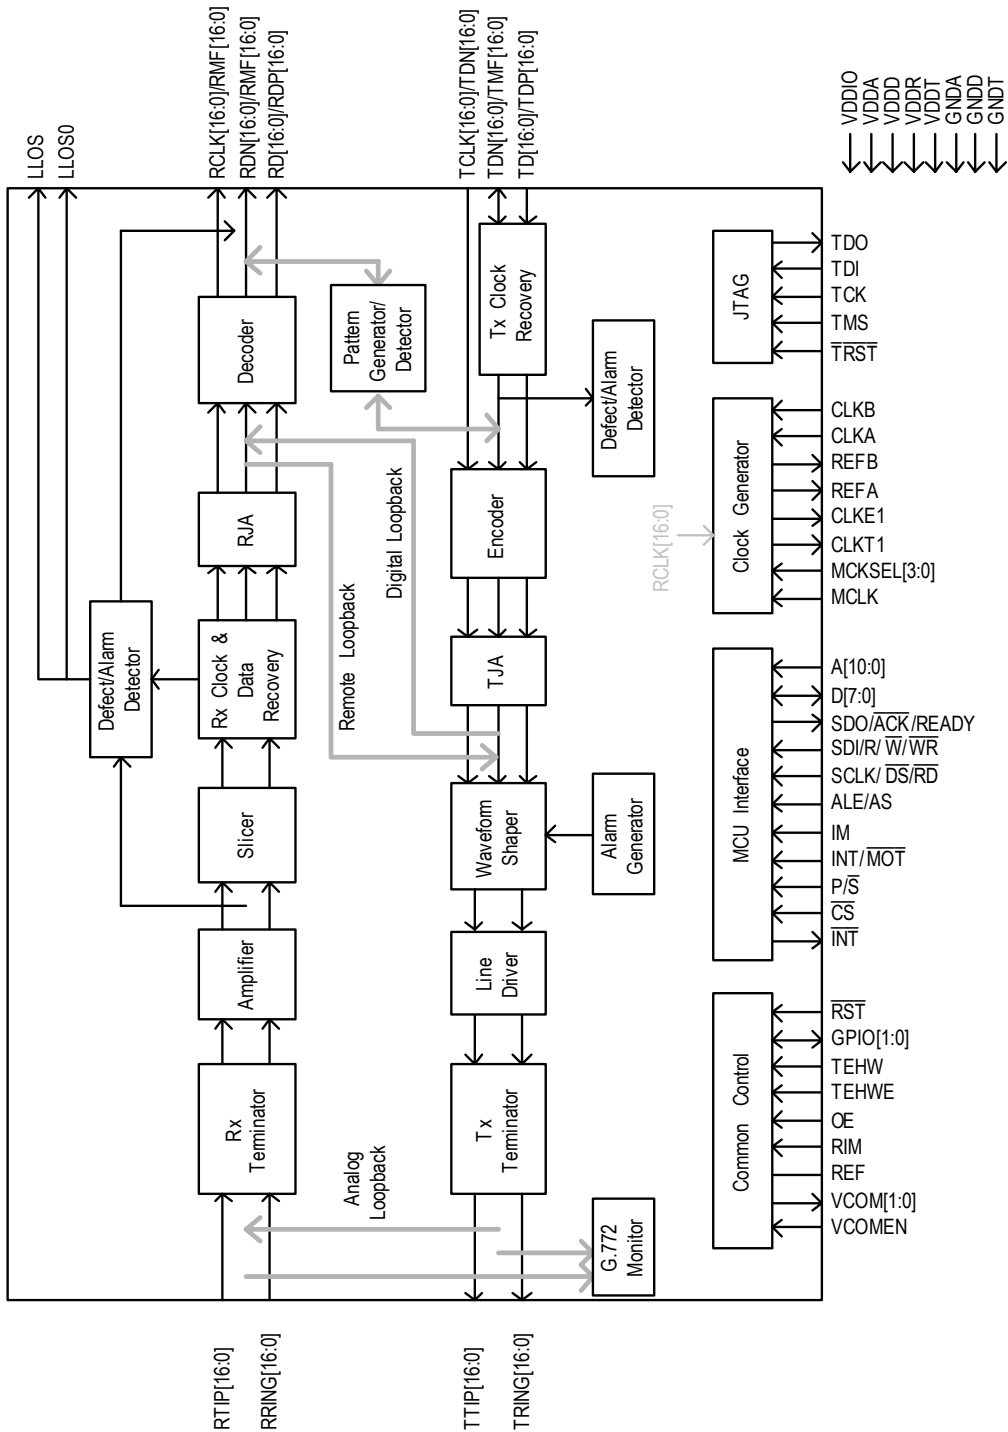 LLOS
LLOS0
RCLK[16:0]/RMF[16:0]
RDN[16:0]/RMF[16:0]
RD[16:0]/RDP[16:0]
TCLK[16:0]/TDN[16:0]
TDN[16:0]/TMF[16:0]
TD[16:0]/TDP[16:0]
VDDIO
VDDA
VDDD
VDDR
VDDT
GNDA
GNDD
GNDT
Decoder
Pattern
Generator/
Detector
Tx Clock
Recovery
Defect/Alarm
Detector
RJA
Digital Loopback
Encoder
Defect/Alarm
Detector
Rx Clock &
Data
Recovery
Remote Loopback
TJA
Slicer
Waveform
Shaper
Alarm
Generator
Amplifier
Line
Driver
Rx
Terminator
Tx
Terminator
Analog
Loopback
G.772
Monitor
RTIP[16:0]
RRING[16:0]
TTIP[16:0]
TRING[16:0]
JTAG
TDO
TDI
TCK
TMS
TRST
RCLK[16:0]
Clock Generator
CLKB
CLKA
REFB
REFA
CLKE1
CLKT1
MCKSEL[3:0]
MCLK
MCU Interface
A[10:0]
D[7:0]
SDO/ACK/READY
SDI/R/ W/WR
SCLK/ DS/RD
ALE/AS
IM
INT/MOT
P/S
CS
INT
Common Control
RST
GPIO[1:0]
TEHW
TEHWE
OE
RIM
REF
VCOM[1:0]
VCOMEN